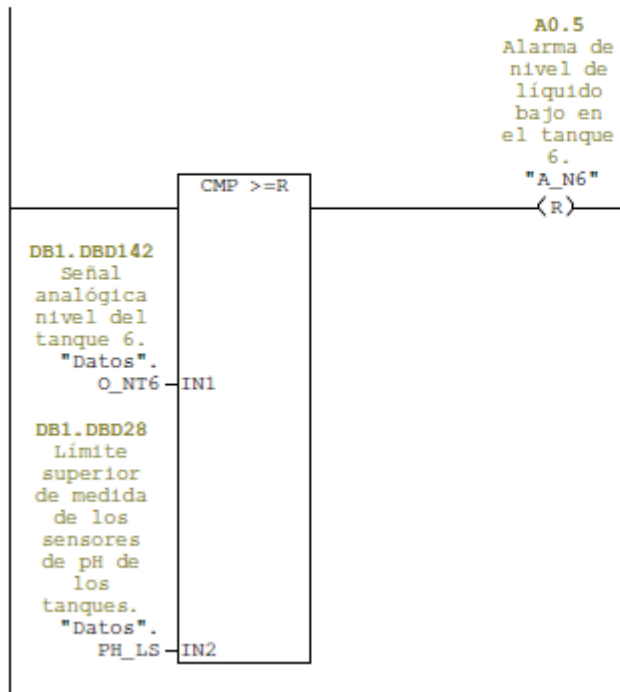 A0.5
Alarma de
nivel de
líquido
bajo en
el tanque
6.
"A_N6"
CMP >=R
(R)
DB1.DBD142
Señal
analógica
nivel del
tanque 6.
"Datos".
O_NT6
IN1
DB1.DBD28
Límite
superior
de medida
de los
sensores
de pH de
los
tanques.
"Datos".
PH_LS
IN2